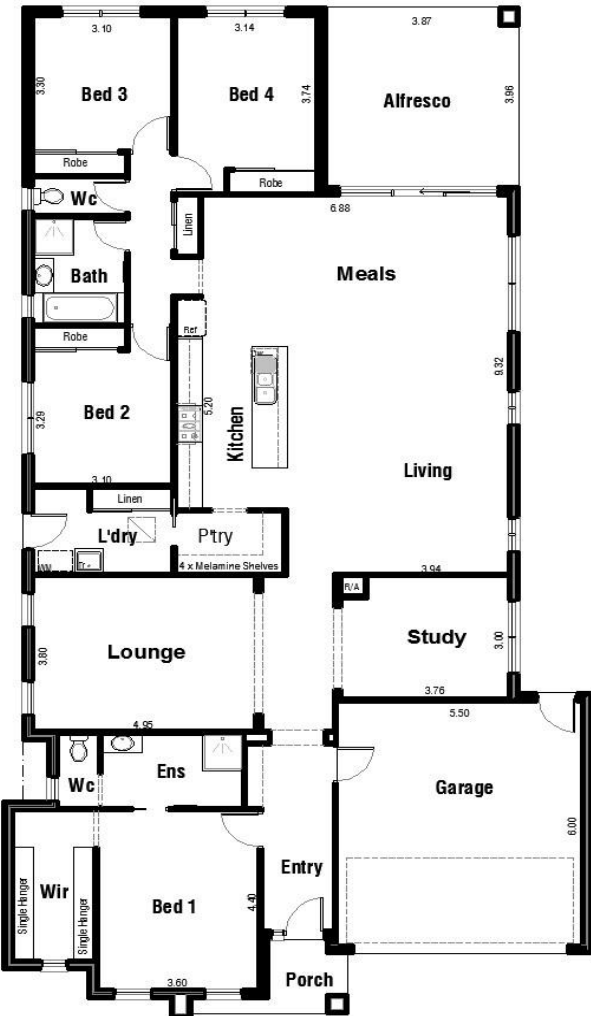 3.10
3.14
3.87
3.30
Bed 3
Bed 4
3.74
Alfresco
3.96
Robe
Robe
Wc
6.88
Linen
Bath
Meals
Robe
Ref
9.32
3.29
Bed 2
5.20
Kitchen
Living
3.10
Linen
L'dry
P'try
WM
Tr
4 x Melamine Shelves
3.94
R/A
3.80
Lounge
Study
3.00
3.76
4.95
5.50
Wc
Ens
Garage
6.00
Single Hanger
Wir
Single Hanger
Bed 1
4.40
Entry
3.60
Porch